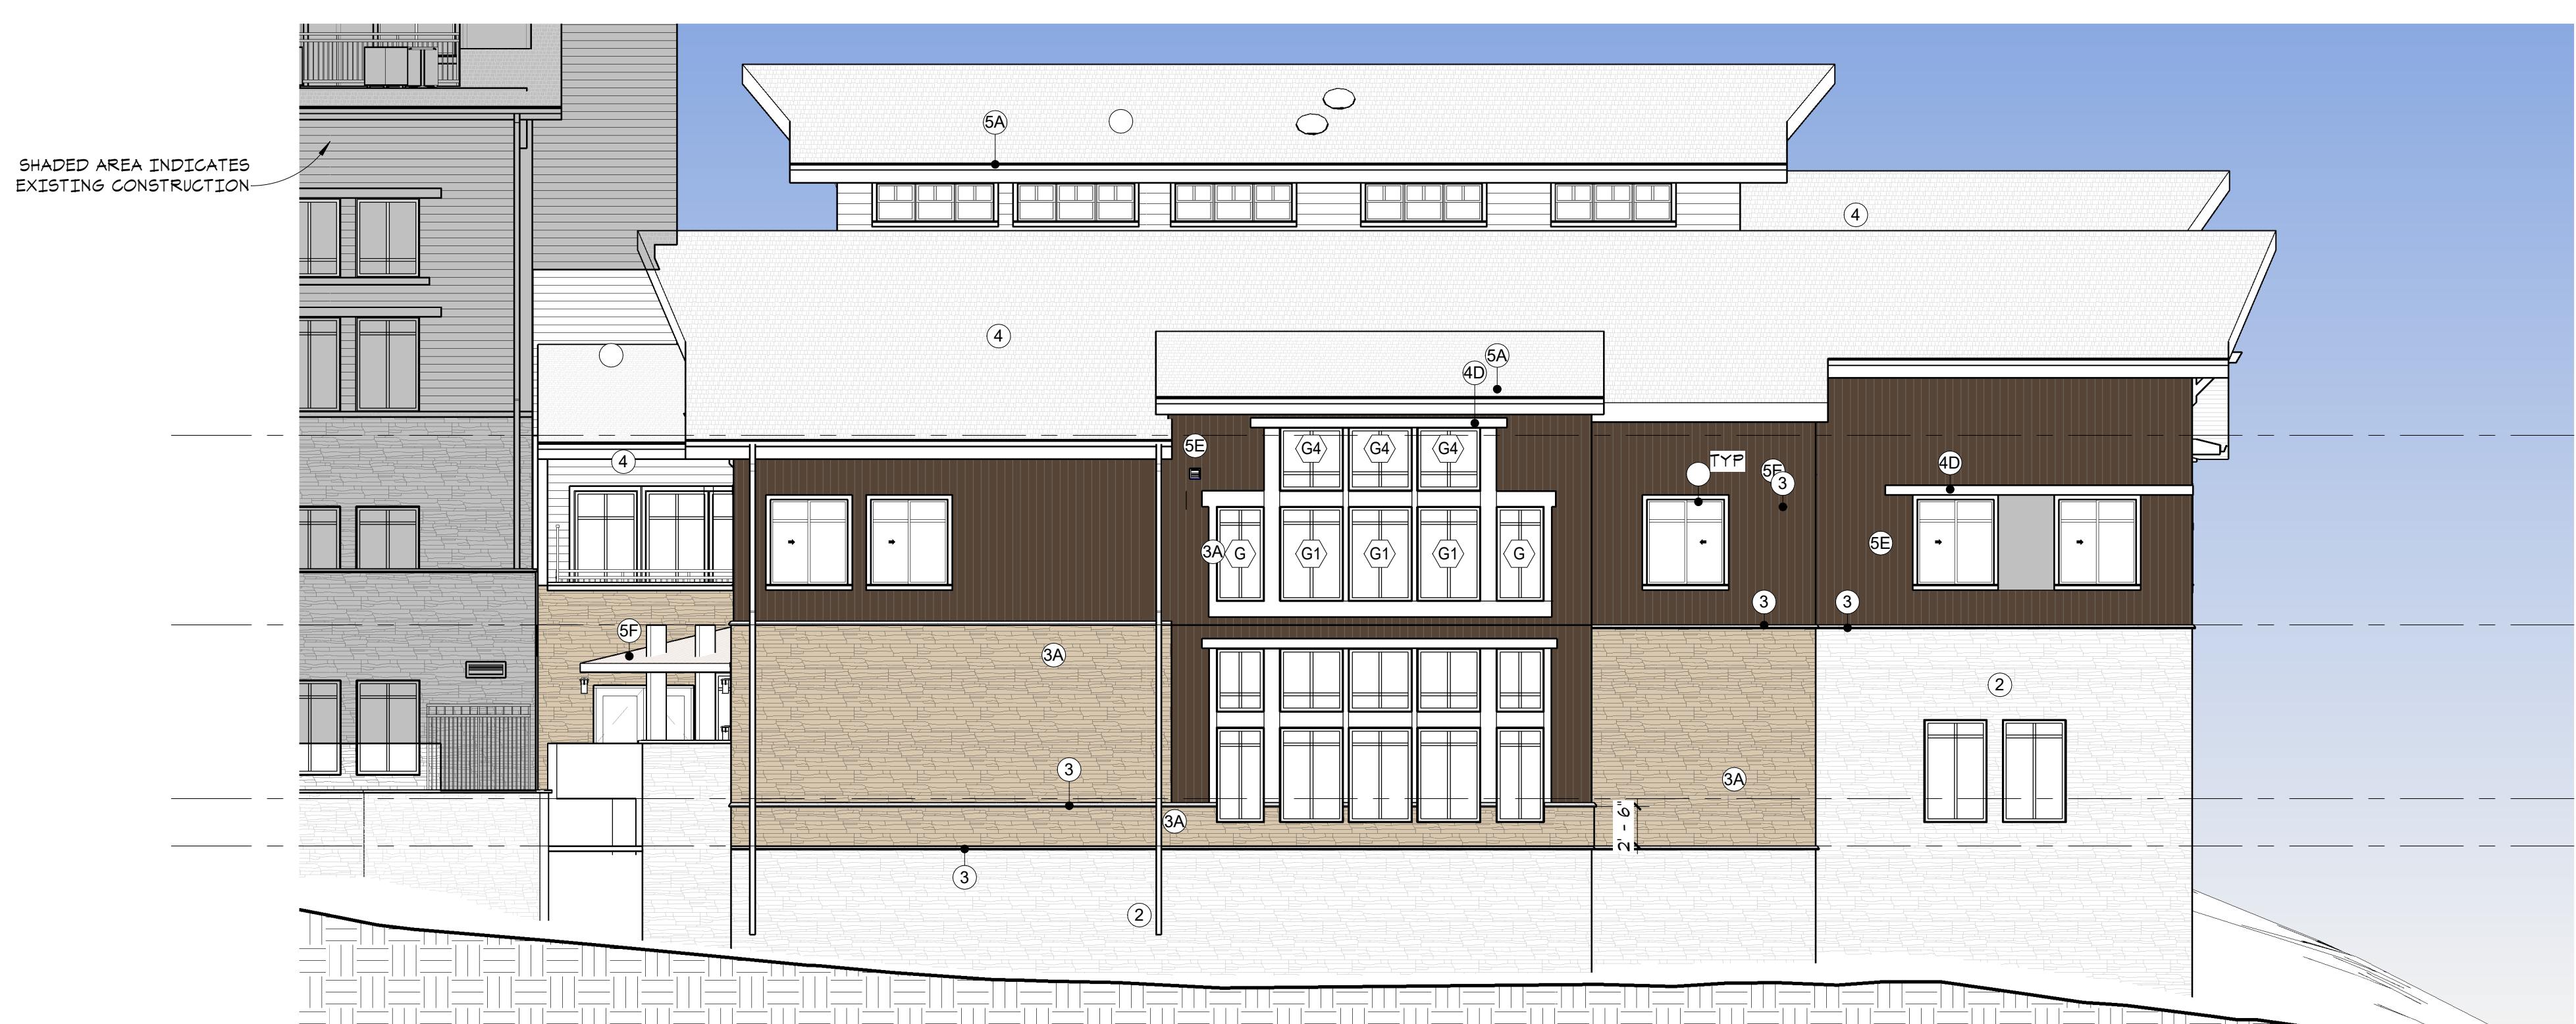 5A
SHADED AREA INDICATES
EXISTING CONSTRUCTION
4
4
5A
4D
5E
G4
G4
G4
4
TYP
5E
3
4D
3A
G
G1
G1
G1
G
5E
3
3
5F
3A
2
3
3A
3A
2' - 6"
3
2